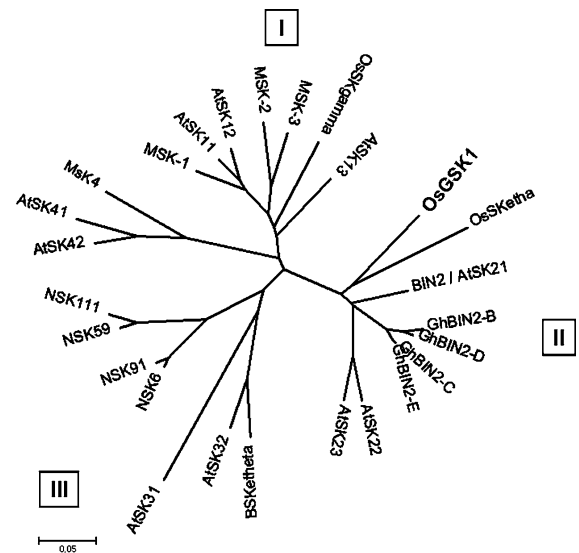 I
MSK-2
MSK-3
OsSKgamma
AtSK12
AtSK11
MSK-1
AtSK13
MsK4
OsGSK1
AtSK41
OsSKetha
AtSK42
BIN2 / AtSK21
NSK111
GhBIN2-B
NSK59
GhBIN2-D
II
GhBIN2-C
NSK91
GhBIN2-E
NSK6
AtSK23
AtSK22
AtSK32
BSKetheta
AtSK31
III
0.05